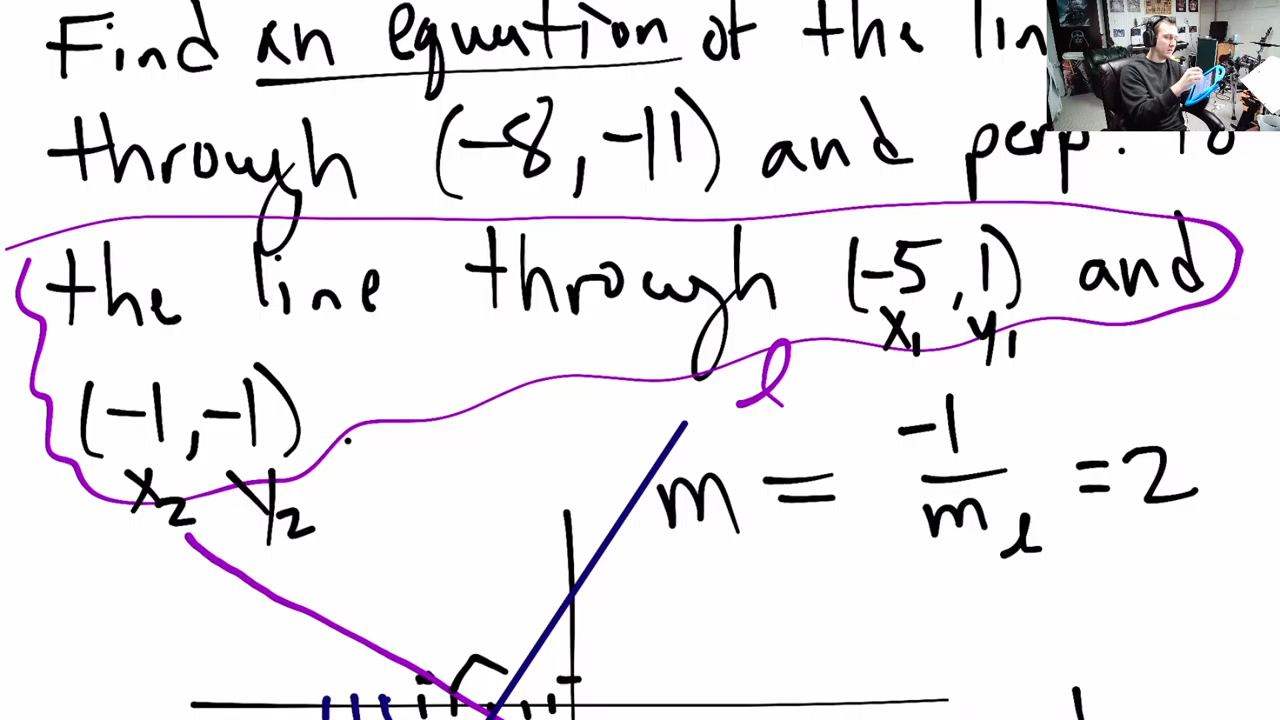 Find an equation of the lin
through (-8, -11) and perp. to
the line through (-5, 1) and
x₁ y₁
l
(-1, -1).
x₂ y₂
m = -1/m_l = 2